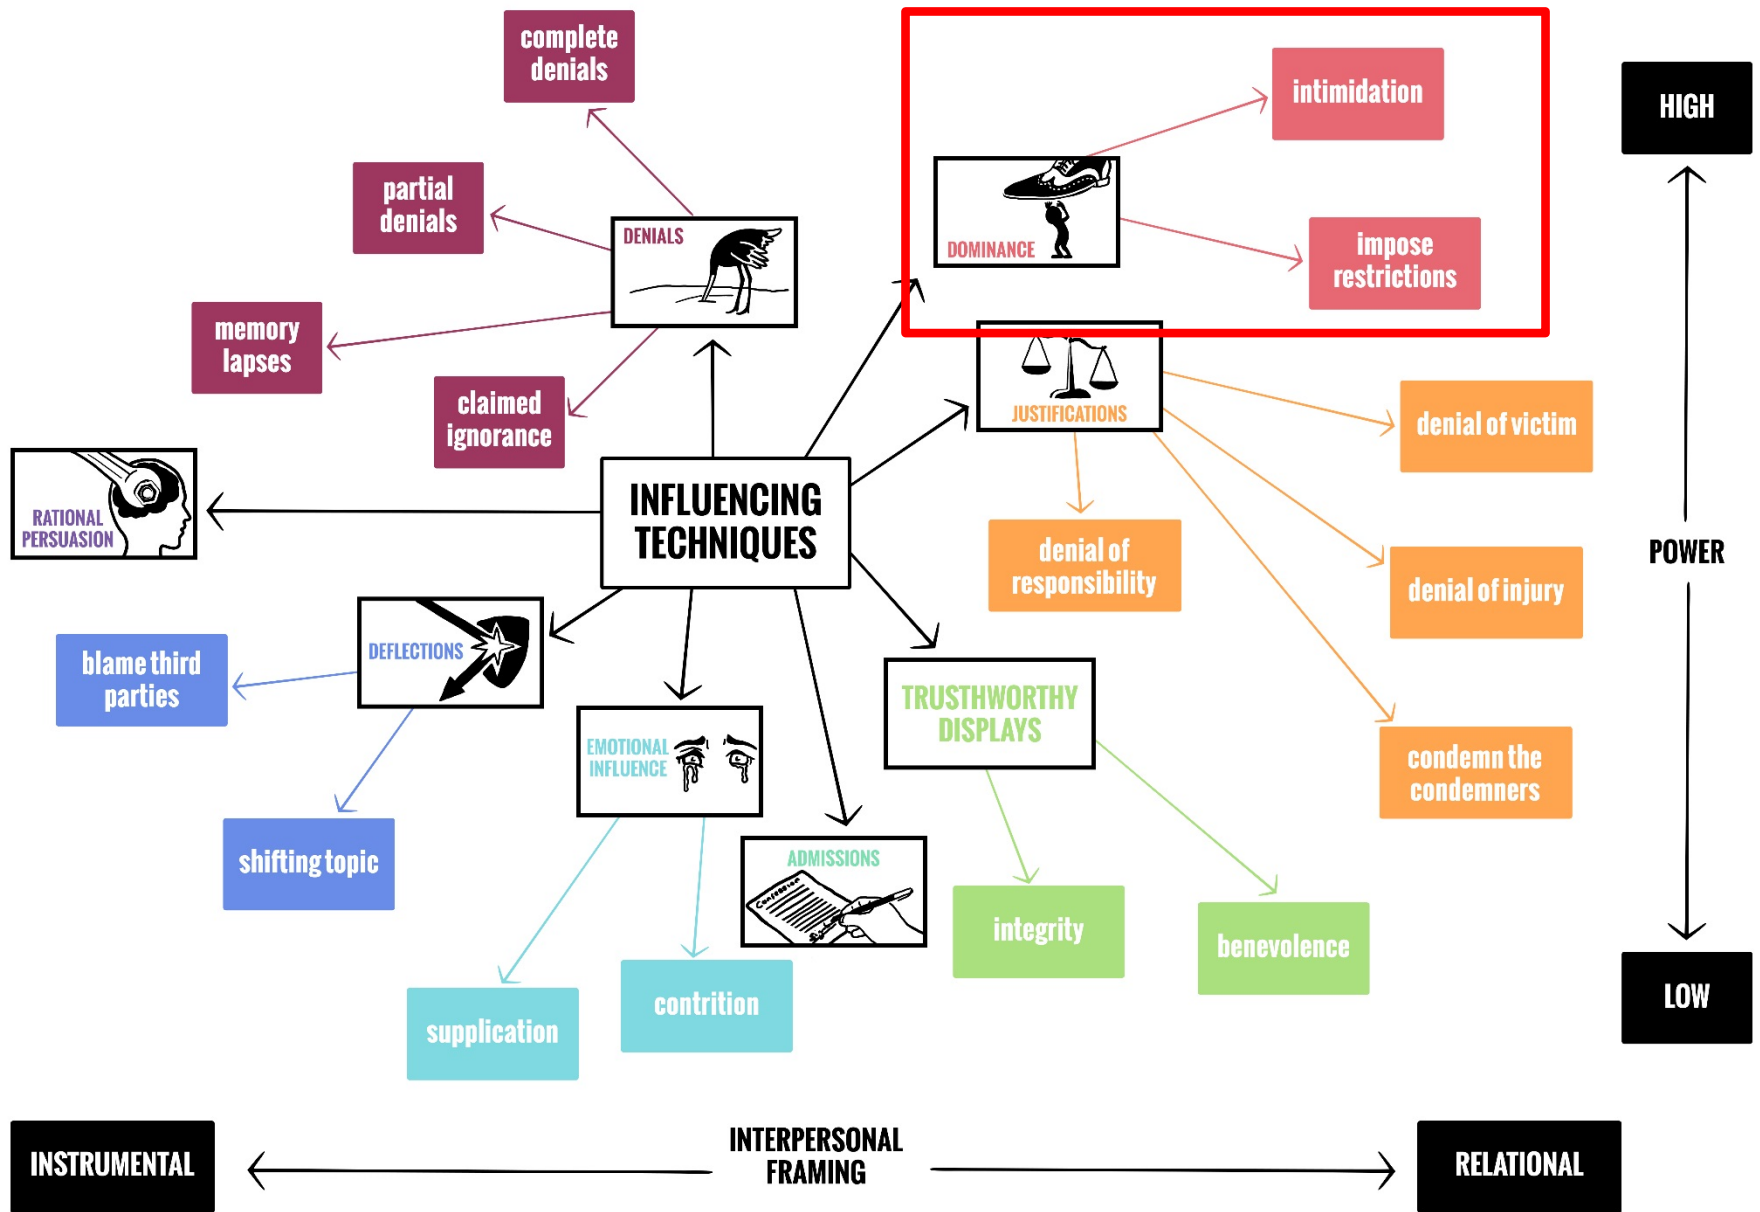 complete
denials
intimidation
HIGH
partial
denials
DENIALS
DOMINANCE
impose
restrictions
memory
lapses
claimed
ignorance
JUSTIFICATIONS
denial of victim
RATIONAL
PERSUASION
INFLUENCING
TECHNIQUES
denial of
responsibility
POWER
denial of injury
blame third
parties
DEFLECTIONS
TRUSTHWORTHY
DISPLAYS
EMOTIONAL
INFLUENCE
condemn the
condemners
shifting topic
ADMISSIONS
Confession
integrity
benevolence
LOW
supplication
contrition
INSTRUMENTAL
INTERPERSONAL
FRAMING
RELATIONAL